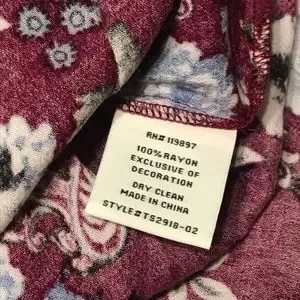 RN# 119897
100% RAYON
EXCLUSIVE OF
DECORATION
DRY CLEAN
MADE IN CHINA
STYLE#TS2918-02